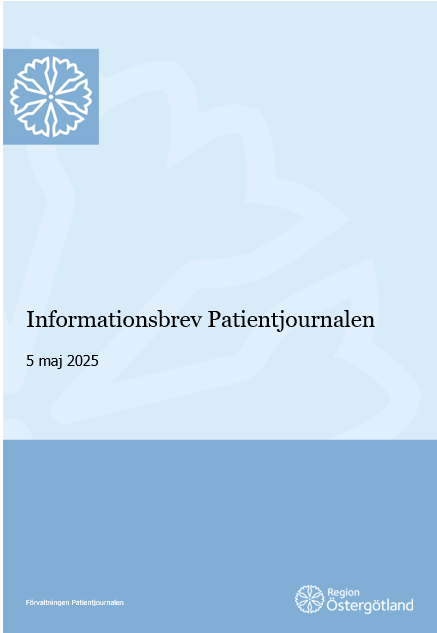 Informationsbrev Patientjournalen
5 maj 2025
Förvaltningen Patientjournalen
Region
Östergötland